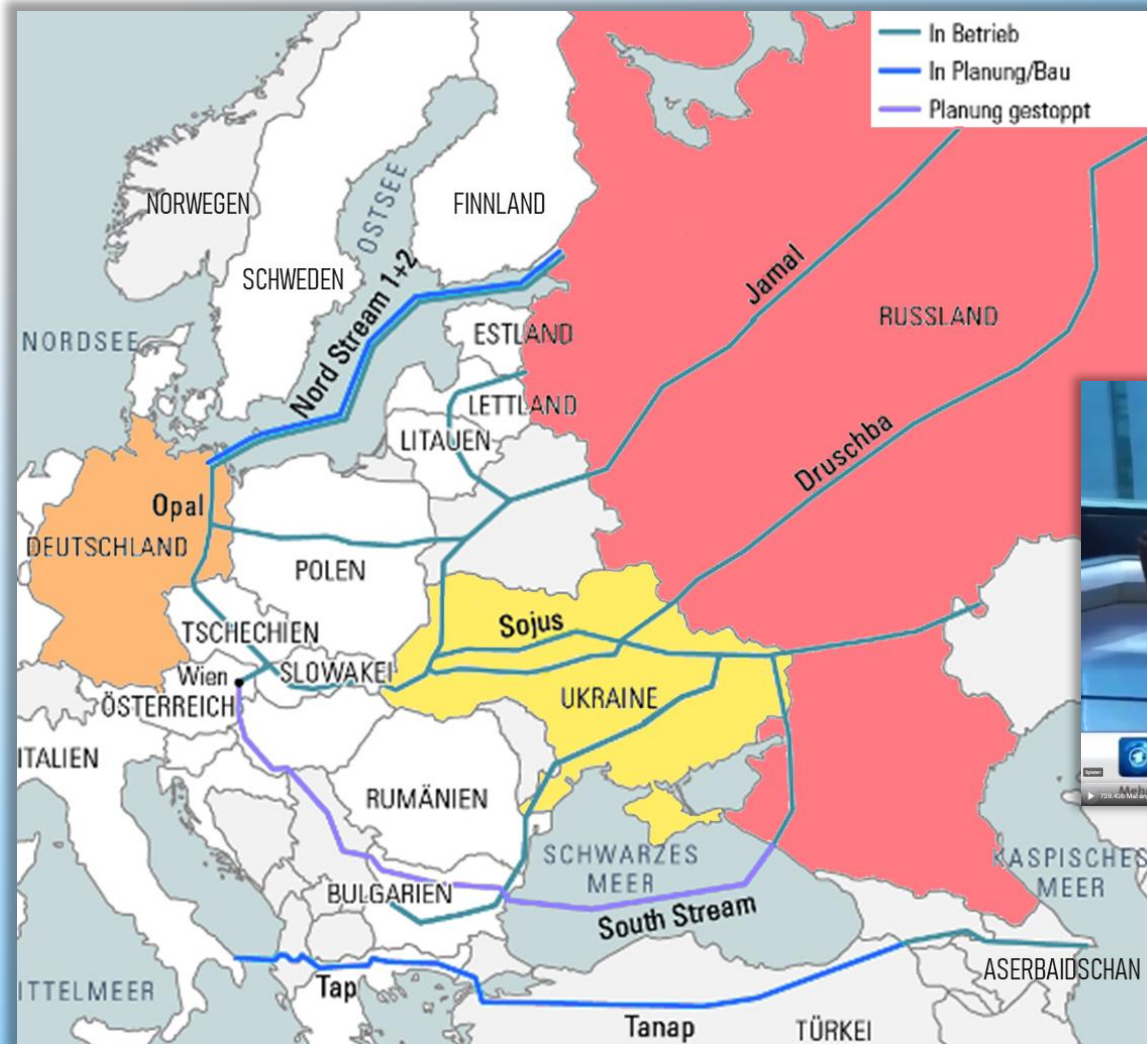 In Betrieb
In Planung/Bau
Planung gestoppt
NORWEGEN
FINNLAND
OSTSEE
SCHWEDEN
Nord Stream 1+2
Jamal
RUSSLAND
NORDSEE
ESTLAND
LETTLAND
LITAUEN
Druschba
Opal
DEUTSCHLAND
POLEN
Sojus
TSCHECHIEN
SLOWAKEI
Wien
ÖSTERREICH
UKRAINE
ITALIEN
RUMÄNIEN
SCHWARZES
MEER
KASPISCHES
MEER
BULGARIEN
South Stream
ITTELMEER
Tap
Tanap
ASERBAIDSCHAN
TÜRKEI